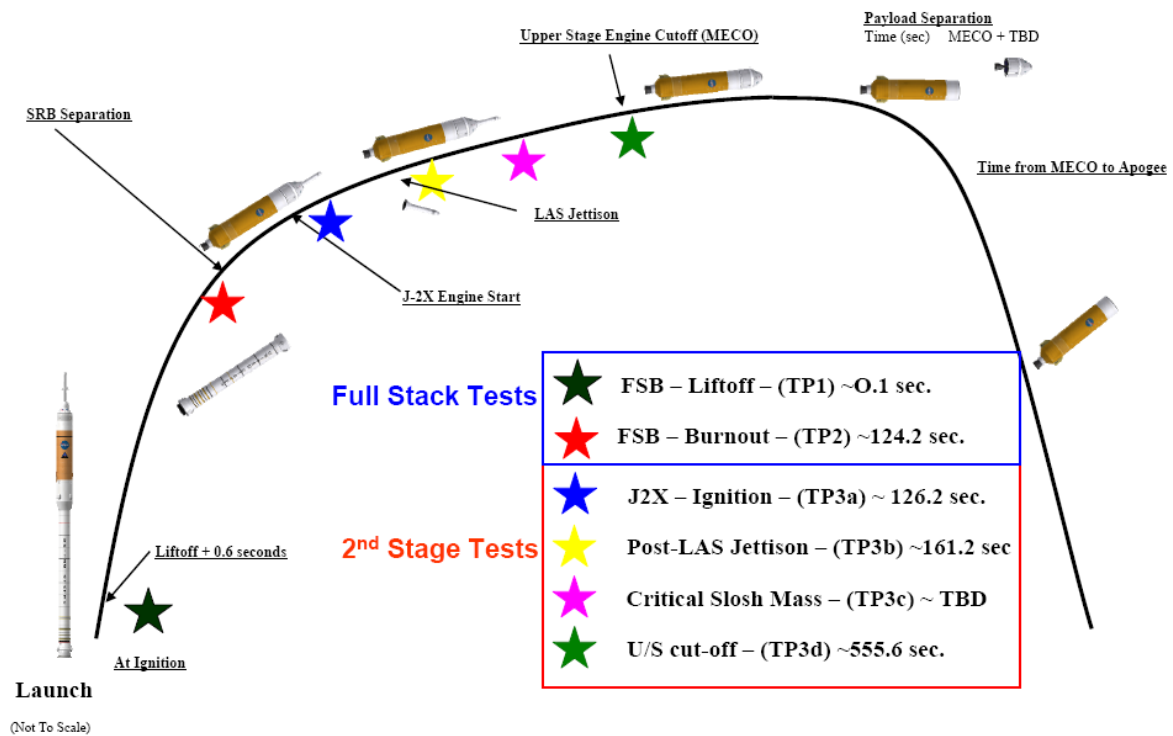 Payload Separation
Time (sec) MECO + TBD
Upper Stage Engine Cutoff (MECO)
SRB Separation
Time from MECO to Apogee
LAS Jettison
J-2X Engine Start
Full Stack Tests
FSB – Liftoff – (TP1) ~O.1 sec.
FSB – Burnout – (TP2) ~124.2 sec.
2nd Stage Tests
J2X – Ignition – (TP3a) ~ 126.2 sec.
Post-LAS Jettison – (TP3b) ~161.2 sec
Critical Slosh Mass – (TP3c) ~ TBD
U/S cut-off – (TP3d) ~555.6 sec.
Liftoff + 0.6 seconds
At Ignition
Launch
(Not To Scale)